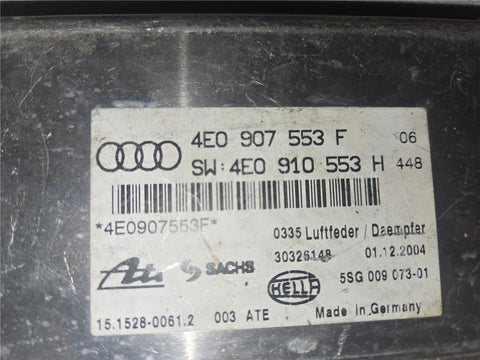 4E0 907 553 F 06
SW:4E0 910 553 H 448
*4E0907553F*
0335 Luftfeder/Daempfer
30326148 01.12.2004
Ate SACHS HELLA 5SG 009 073-01
15.1528-0061.2 003 ATE Made in Germany